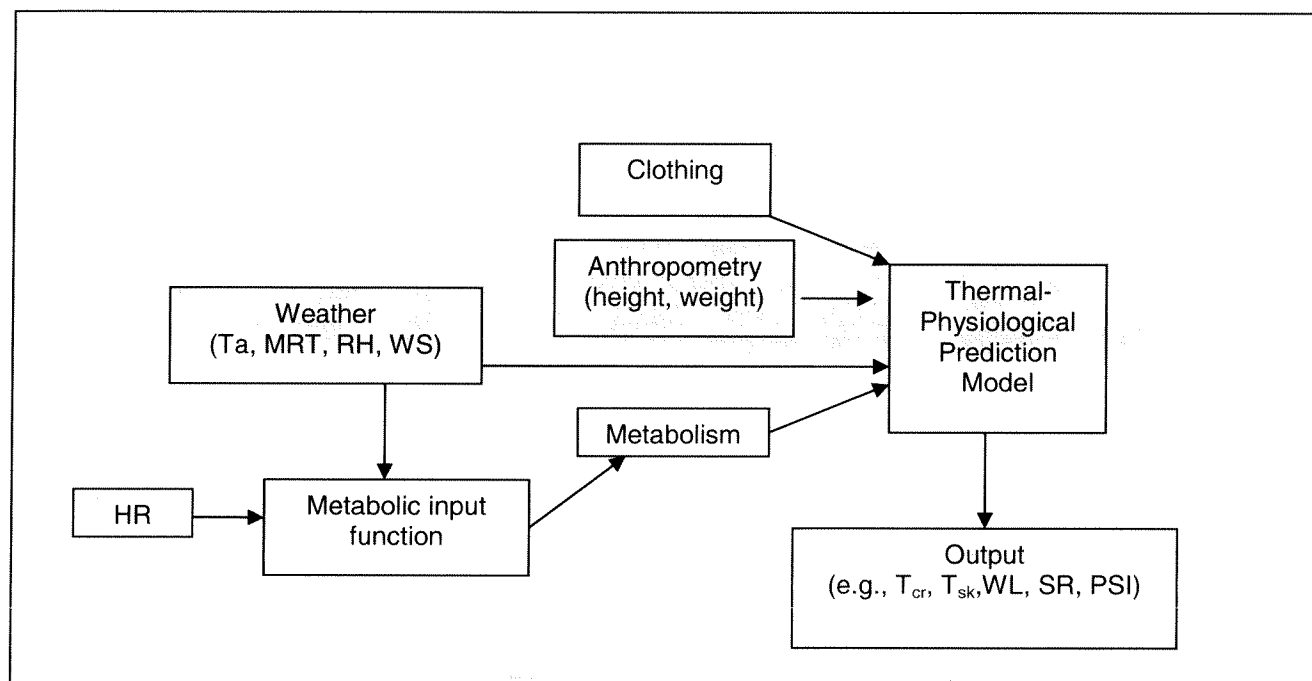 Clothing
Anthropometry
(height, weight)
Thermal-
Physiological
Prediction
Model
Weather
(Ta, MRT, RH, WS)
Metabolism
HR
Metabolic input
function
Output
(e.g., Tcr, Tsk,WL, SR, PSI)